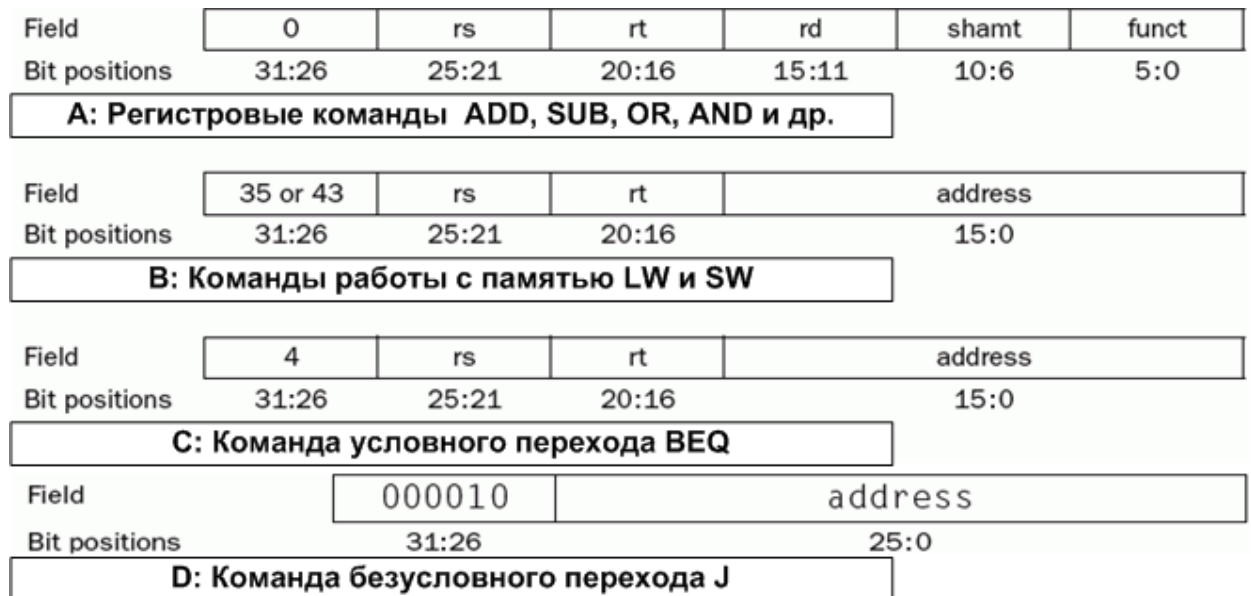 Field 0 rs rt rd shamt funct
Bit positions 31:26 25:21 20:16 15:11 10:6 5:0
A: Регистровые команды ADD, SUB, OR, AND и др.
Field 35 or 43 rs rt address
Bit positions 31:26 25:21 20:16 15:0
B: Команды работы с памятью LW и SW
Field 4 rs rt address
Bit positions 31:26 25:21 20:16 15:0
C: Команда условного перехода BEQ
Field 000010 address
Bit positions 31:26 25:0
D: Команда безусловного перехода J